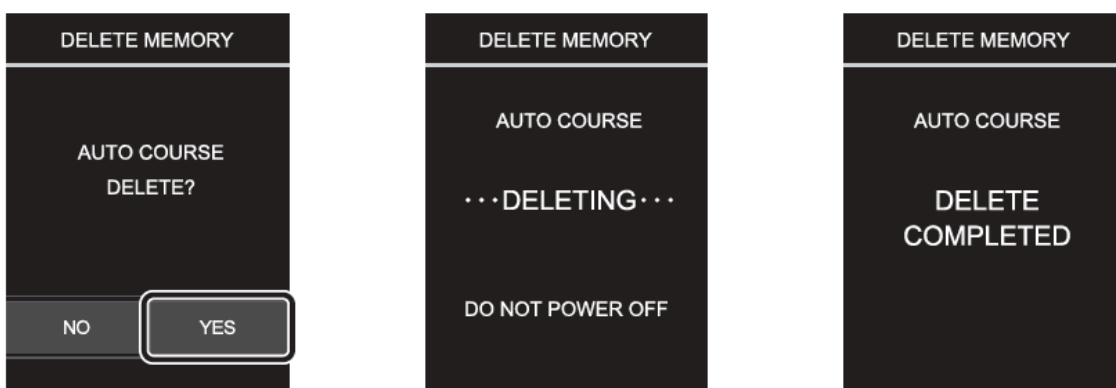 DELETE MEMORY
AUTO COURSE
DELETE?
NO
YES
DELETE MEMORY
AUTO COURSE
···DELETING···
DO NOT POWER OFF
DELETE MEMORY
AUTO COURSE
DELETE
COMPLETED